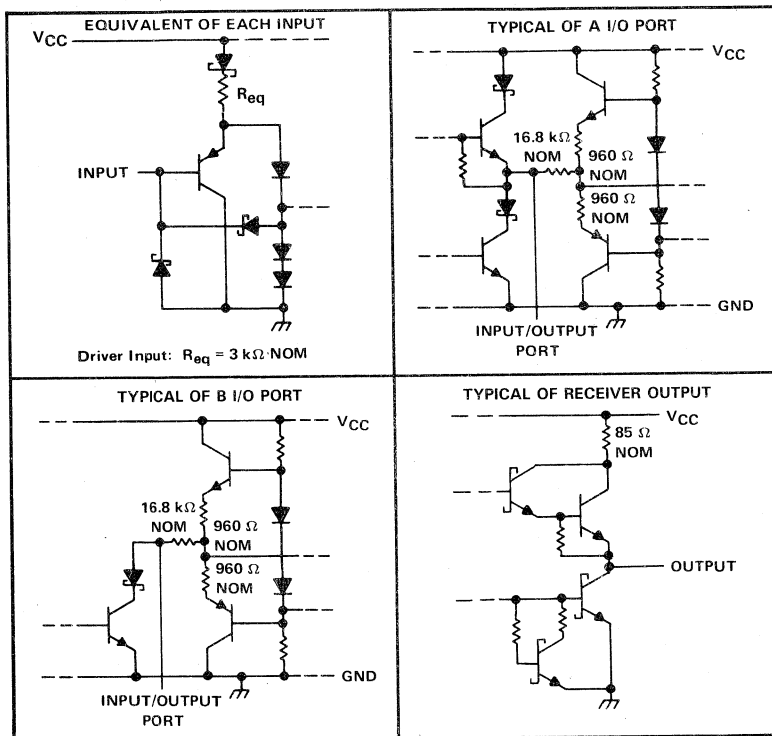 EQUIVALENT OF EACH INPUT
VCC
Req
INPUT
Driver Input: Req = 3 kΩ NOM
TYPICAL OF A I/O PORT
VCC
16.8 kΩ
NOM
960 Ω
NOM
960 Ω
NOM
GND
INPUT/OUTPUT
PORT
TYPICAL OF B I/O PORT
VCC
16.8 kΩ
NOM
960 Ω
NOM
960 Ω
NOM
GND
INPUT/OUTPUT
PORT
TYPICAL OF RECEIVER OUTPUT
VCC
85 Ω
NOM
OUTPUT